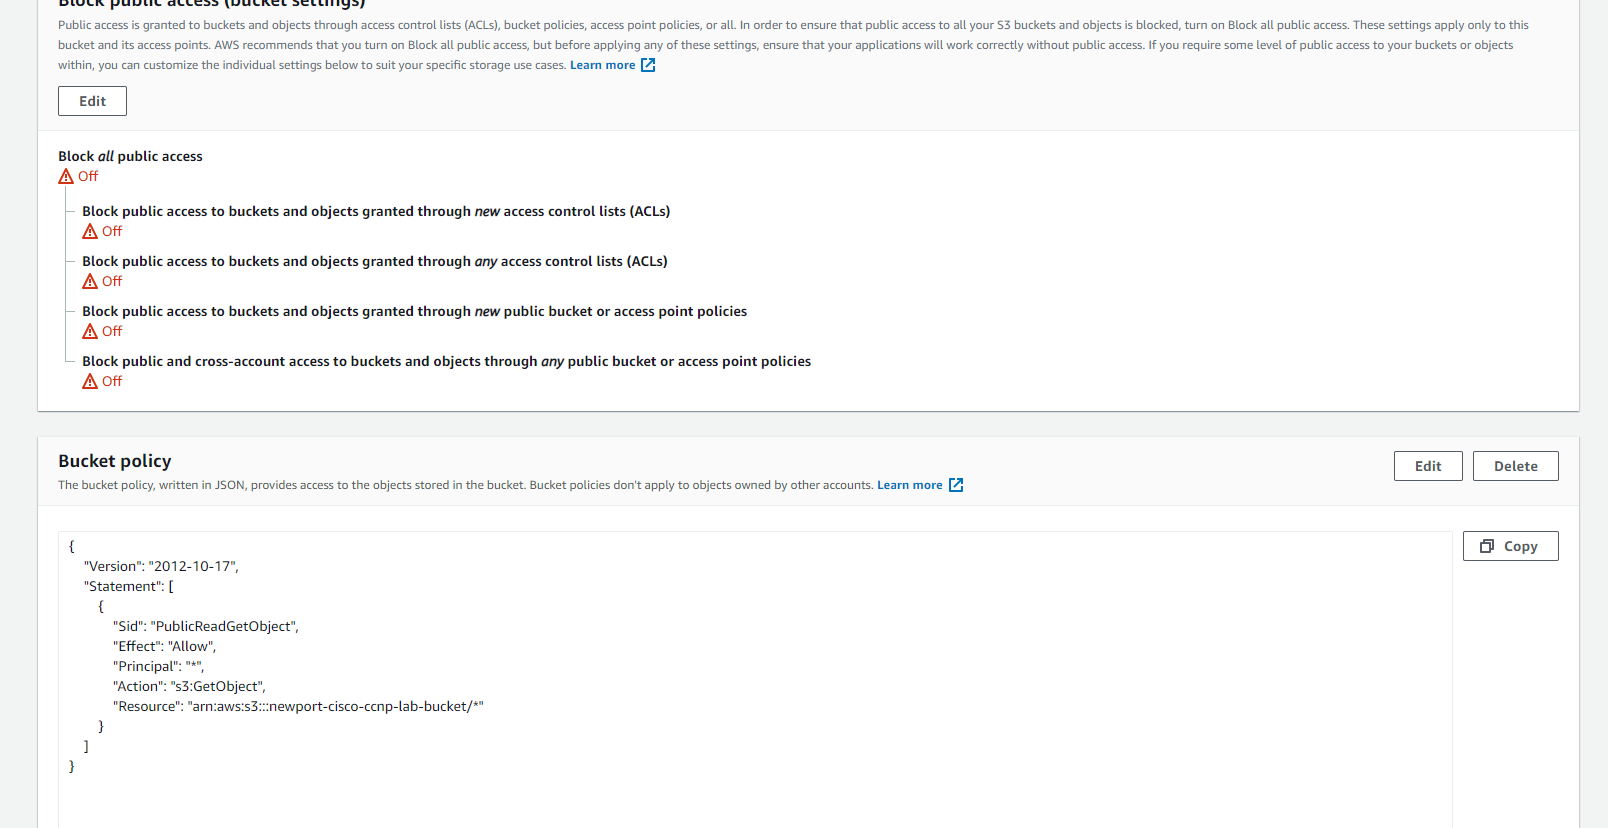 Block public access (bucket settings)
Public access is granted to buckets and objects through access control lists (ACLs), bucket policies, access point policies, or all. In order to ensure that public access to all your S3 buckets and objects is blocked, turn on Block all public access. These settings apply only to this
bucket and its access points. AWS recommends that you turn on Block all public access, but before applying any of these settings, ensure that your applications will work correctly without public access. If you require some level of public access to your buckets or objects
within, you can customize the individual settings below to suit your specific storage use cases. Learn more
Edit
Block all public access
Off
Block public access to buckets and objects granted through new access control lists (ACLs)
Off
Block public access to buckets and objects granted through any access control lists (ACLs)
Off
Block public access to buckets and objects granted through new public bucket or access point policies
Off
Block public and cross-account access to buckets and objects through any public bucket or access point policies
Off
Bucket policy
Edit
Delete
The bucket policy, written in JSON, provides access to the objects stored in the bucket. Bucket policies don't apply to objects owned by other accounts. Learn more
Copy
{
"Version": "2012-10-17",
"Statement": [
{
"Sid": "PublicReadGetObject",
"Effect": "Allow",
"Principal": "*",
"Action": "s3:GetObject",
"Resource": "arn:aws:s3:::newport-cisco-ccnp-lab-bucket/*"
}
]
}